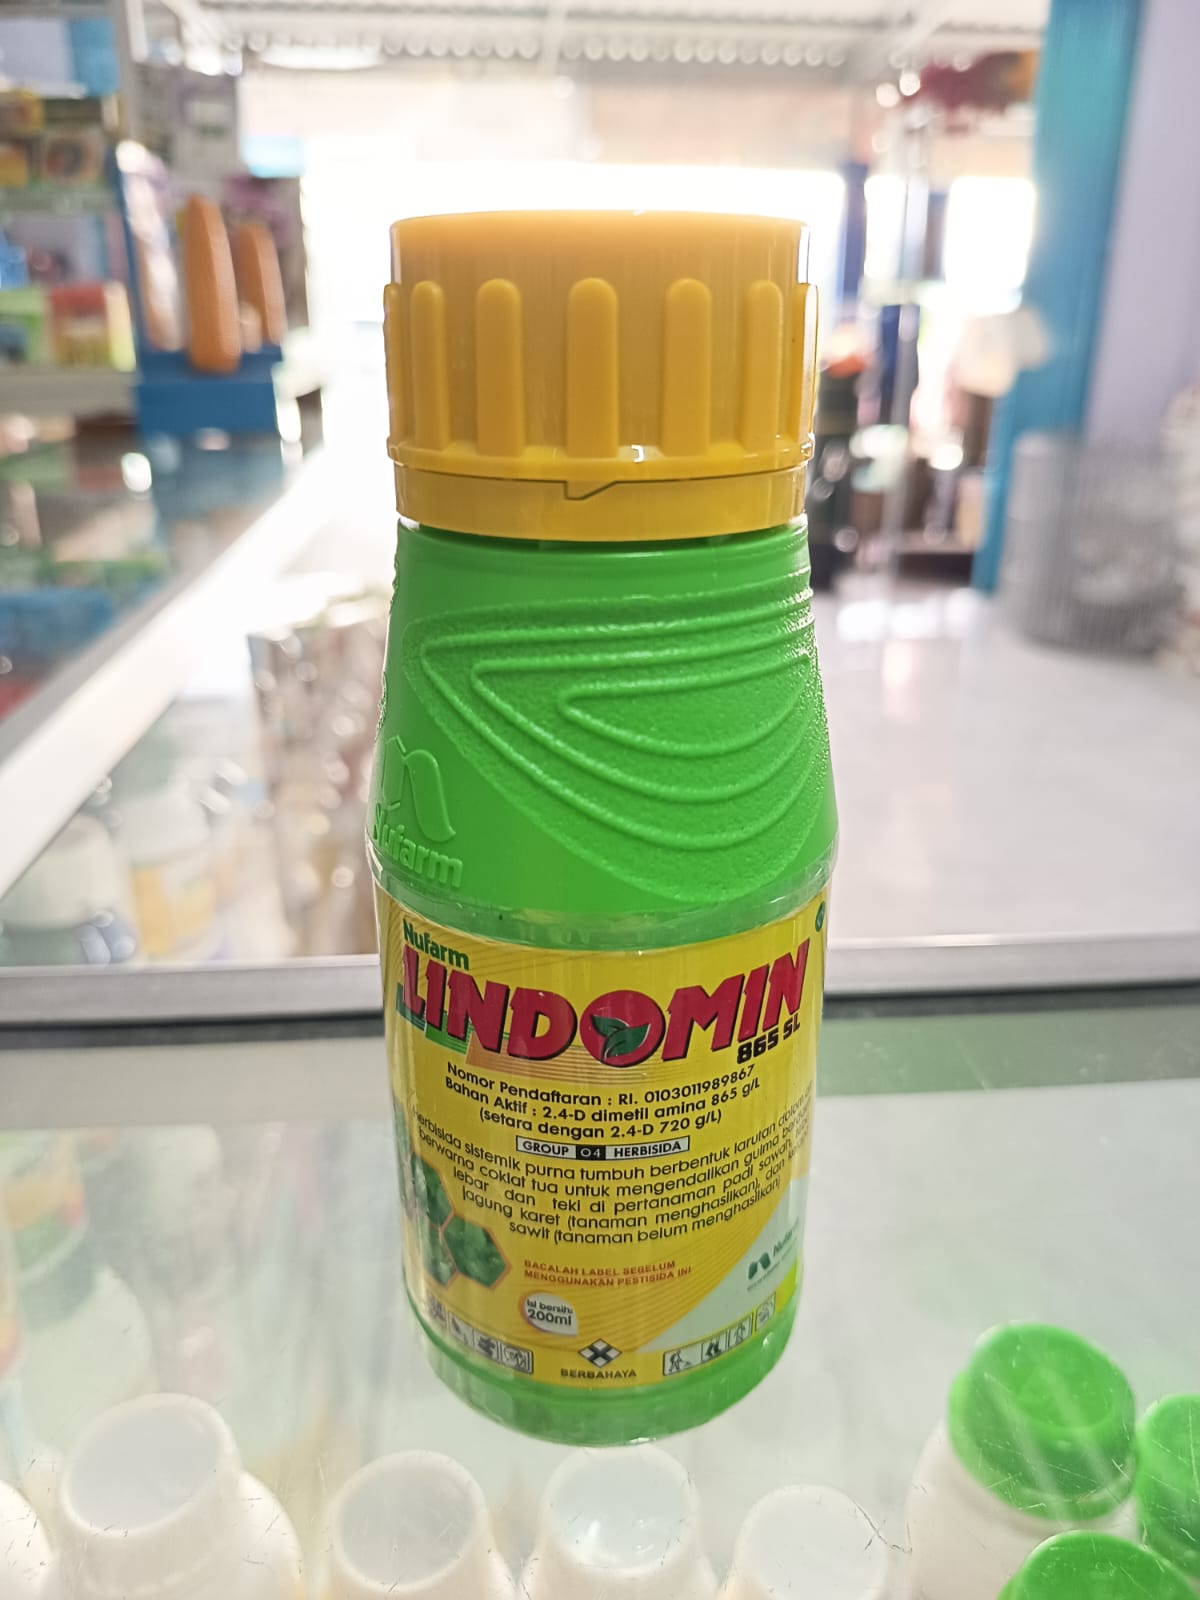 Nufarm
Nufarm
LINDOMIN
865 SL
Nomor Pendaftaran : RI. 0103011989867
Bahan Aktif : 2.4-D dimetil amina 865 g/L
(setara dengan 2.4-D 720 g/L)
GROUP 04 HERBISIDA
Herbisida sistemik purna tumbuh berbentuk larutan dalam
berwarna coklat tua untuk mengendalikan gulma berdaun
lebar dan teki di pertanaman padi sawah,
jagung karet (tanaman menghasilkan), dan
sawit (tanaman belum menghasilkan)
BACALAH LABEL SEBELUM
MENGGUNAKAN PESTISIDA INI
Nufarm
isi bersih:
200ml
BERBAHAYA